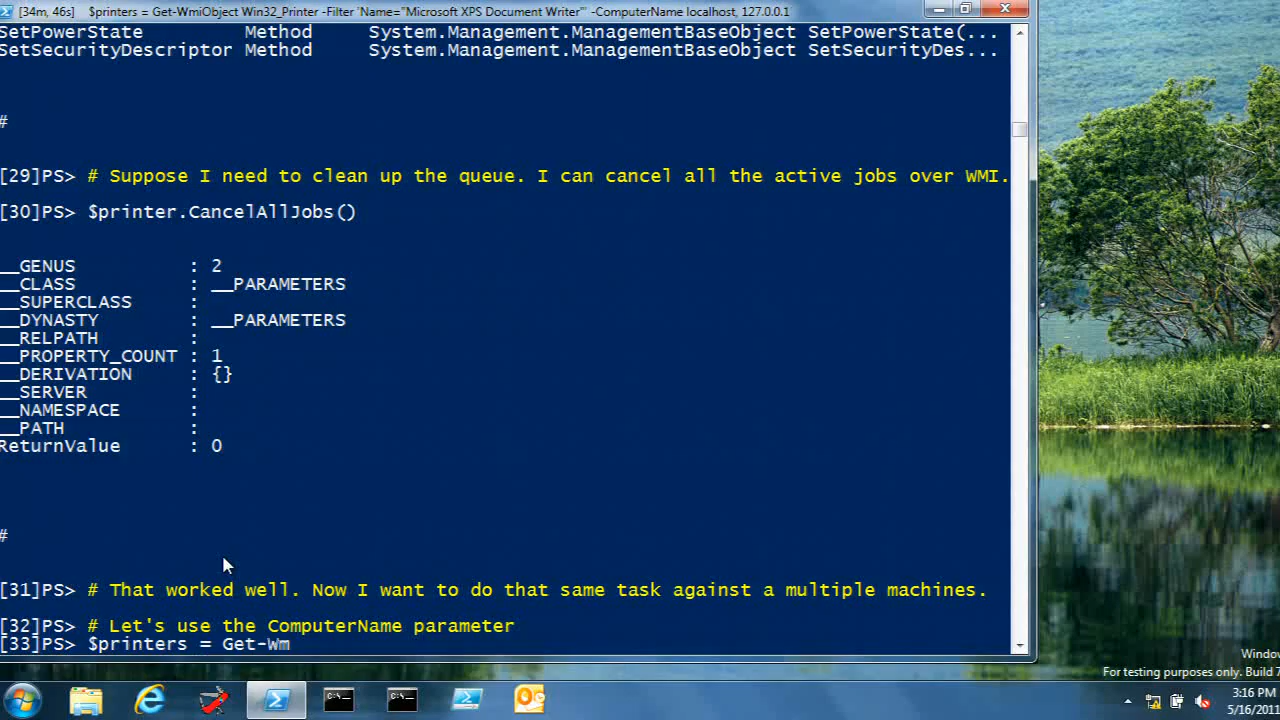 [34m, 46s] $printers = Get-WmiObject Win32_Printer -Filter 'Name="Microsoft XPS Document Writer"' -ComputerName localhost, 127.0.0.1
SetPowerState Method System.Management.ManagementBaseObject SetPowerState(...
SetSecurityDescriptor Method System.Management.ManagementBaseObject SetSecurityDes...
#
[29]PS> # Suppose I need to clean up the queue. I can cancel all the active jobs over WMI.
[30]PS> $printer.CancelAllJobs()
__GENUS : 2
__CLASS : __PARAMETERS
__SUPERCLASS :
__DYNASTY : __PARAMETERS
__RELPATH :
__PROPERTY_COUNT : 1
__DERIVATION : {}
__SERVER :
__NAMESPACE :
__PATH :
ReturnValue : 0
#
[31]PS> # That worked well. Now I want to do that same task against a multiple machines.
[32]PS> # Let's use the ComputerName parameter
[33]PS> $printers = Get-Wm
Window
For testing purposes only. Build 7
C:\_
C:\_
3:16 PM
5/16/2011